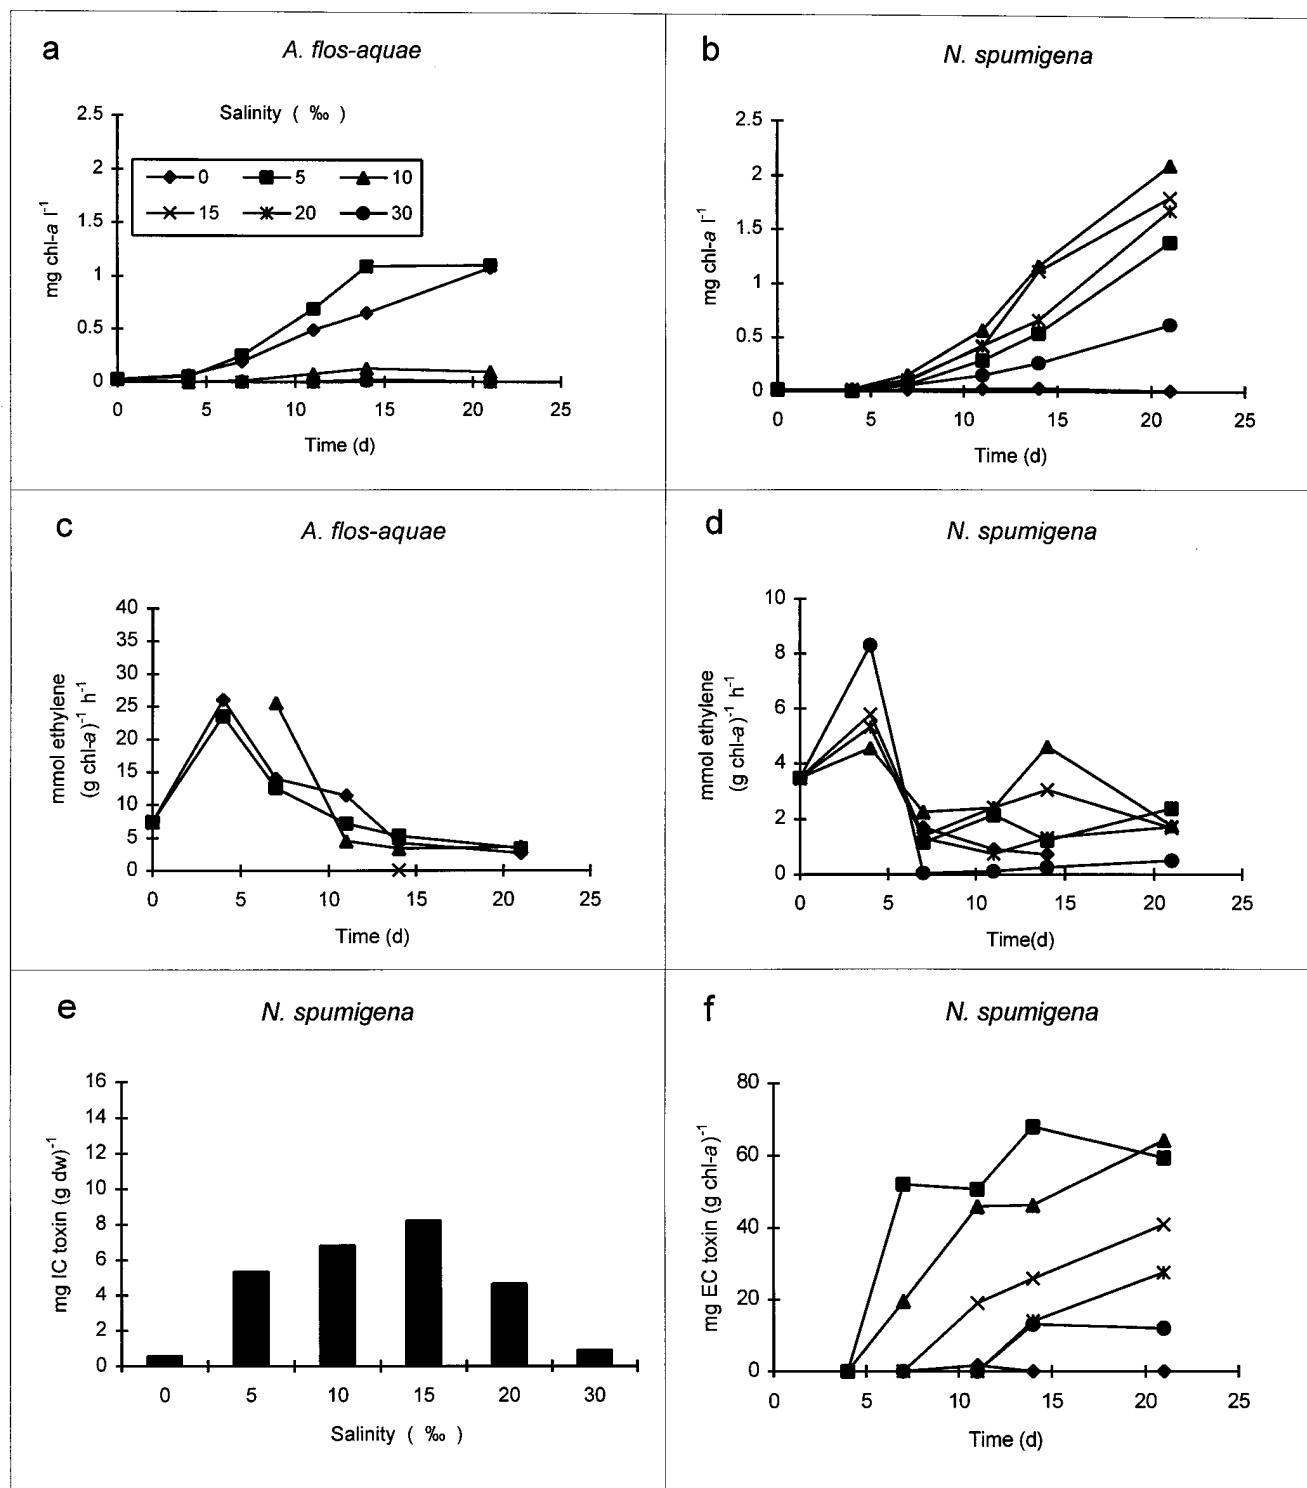 a
A. flos-aquae
Salinity ( ‰ )
2.5
2
1.5
1
0.5
0
mg chl-a l⁻¹
0 5 10
15 20 30
0 5 10 15 20 25
Time (d)
b
N. spumigena
2.5
2
1.5
1
0.5
0
mg chl-a l⁻¹
0 5 10 15 20 25
Time (d)
c
A. flos-aquae
40
35
30
25
20
15
10
5
0
mmol ethylene
(g chl-a)⁻¹ h⁻¹
0 5 10 15 20 25
Time (d)
d
N. spumigena
10
8
6
4
2
0
mmol ethylene
(g chl-a)⁻¹ h⁻¹
0 5 10 15 20 25
Time(d)
e
N. spumigena
16
14
12
10
8
6
4
2
0
mg IC toxin (g dw)⁻¹
0 5 10 15 20 30
Salinity ( ‰ )
f
N. spumigena
80
60
40
20
0
mg EC toxin (g chl-a)⁻¹
0 5 10 15 20 25
Time (d)